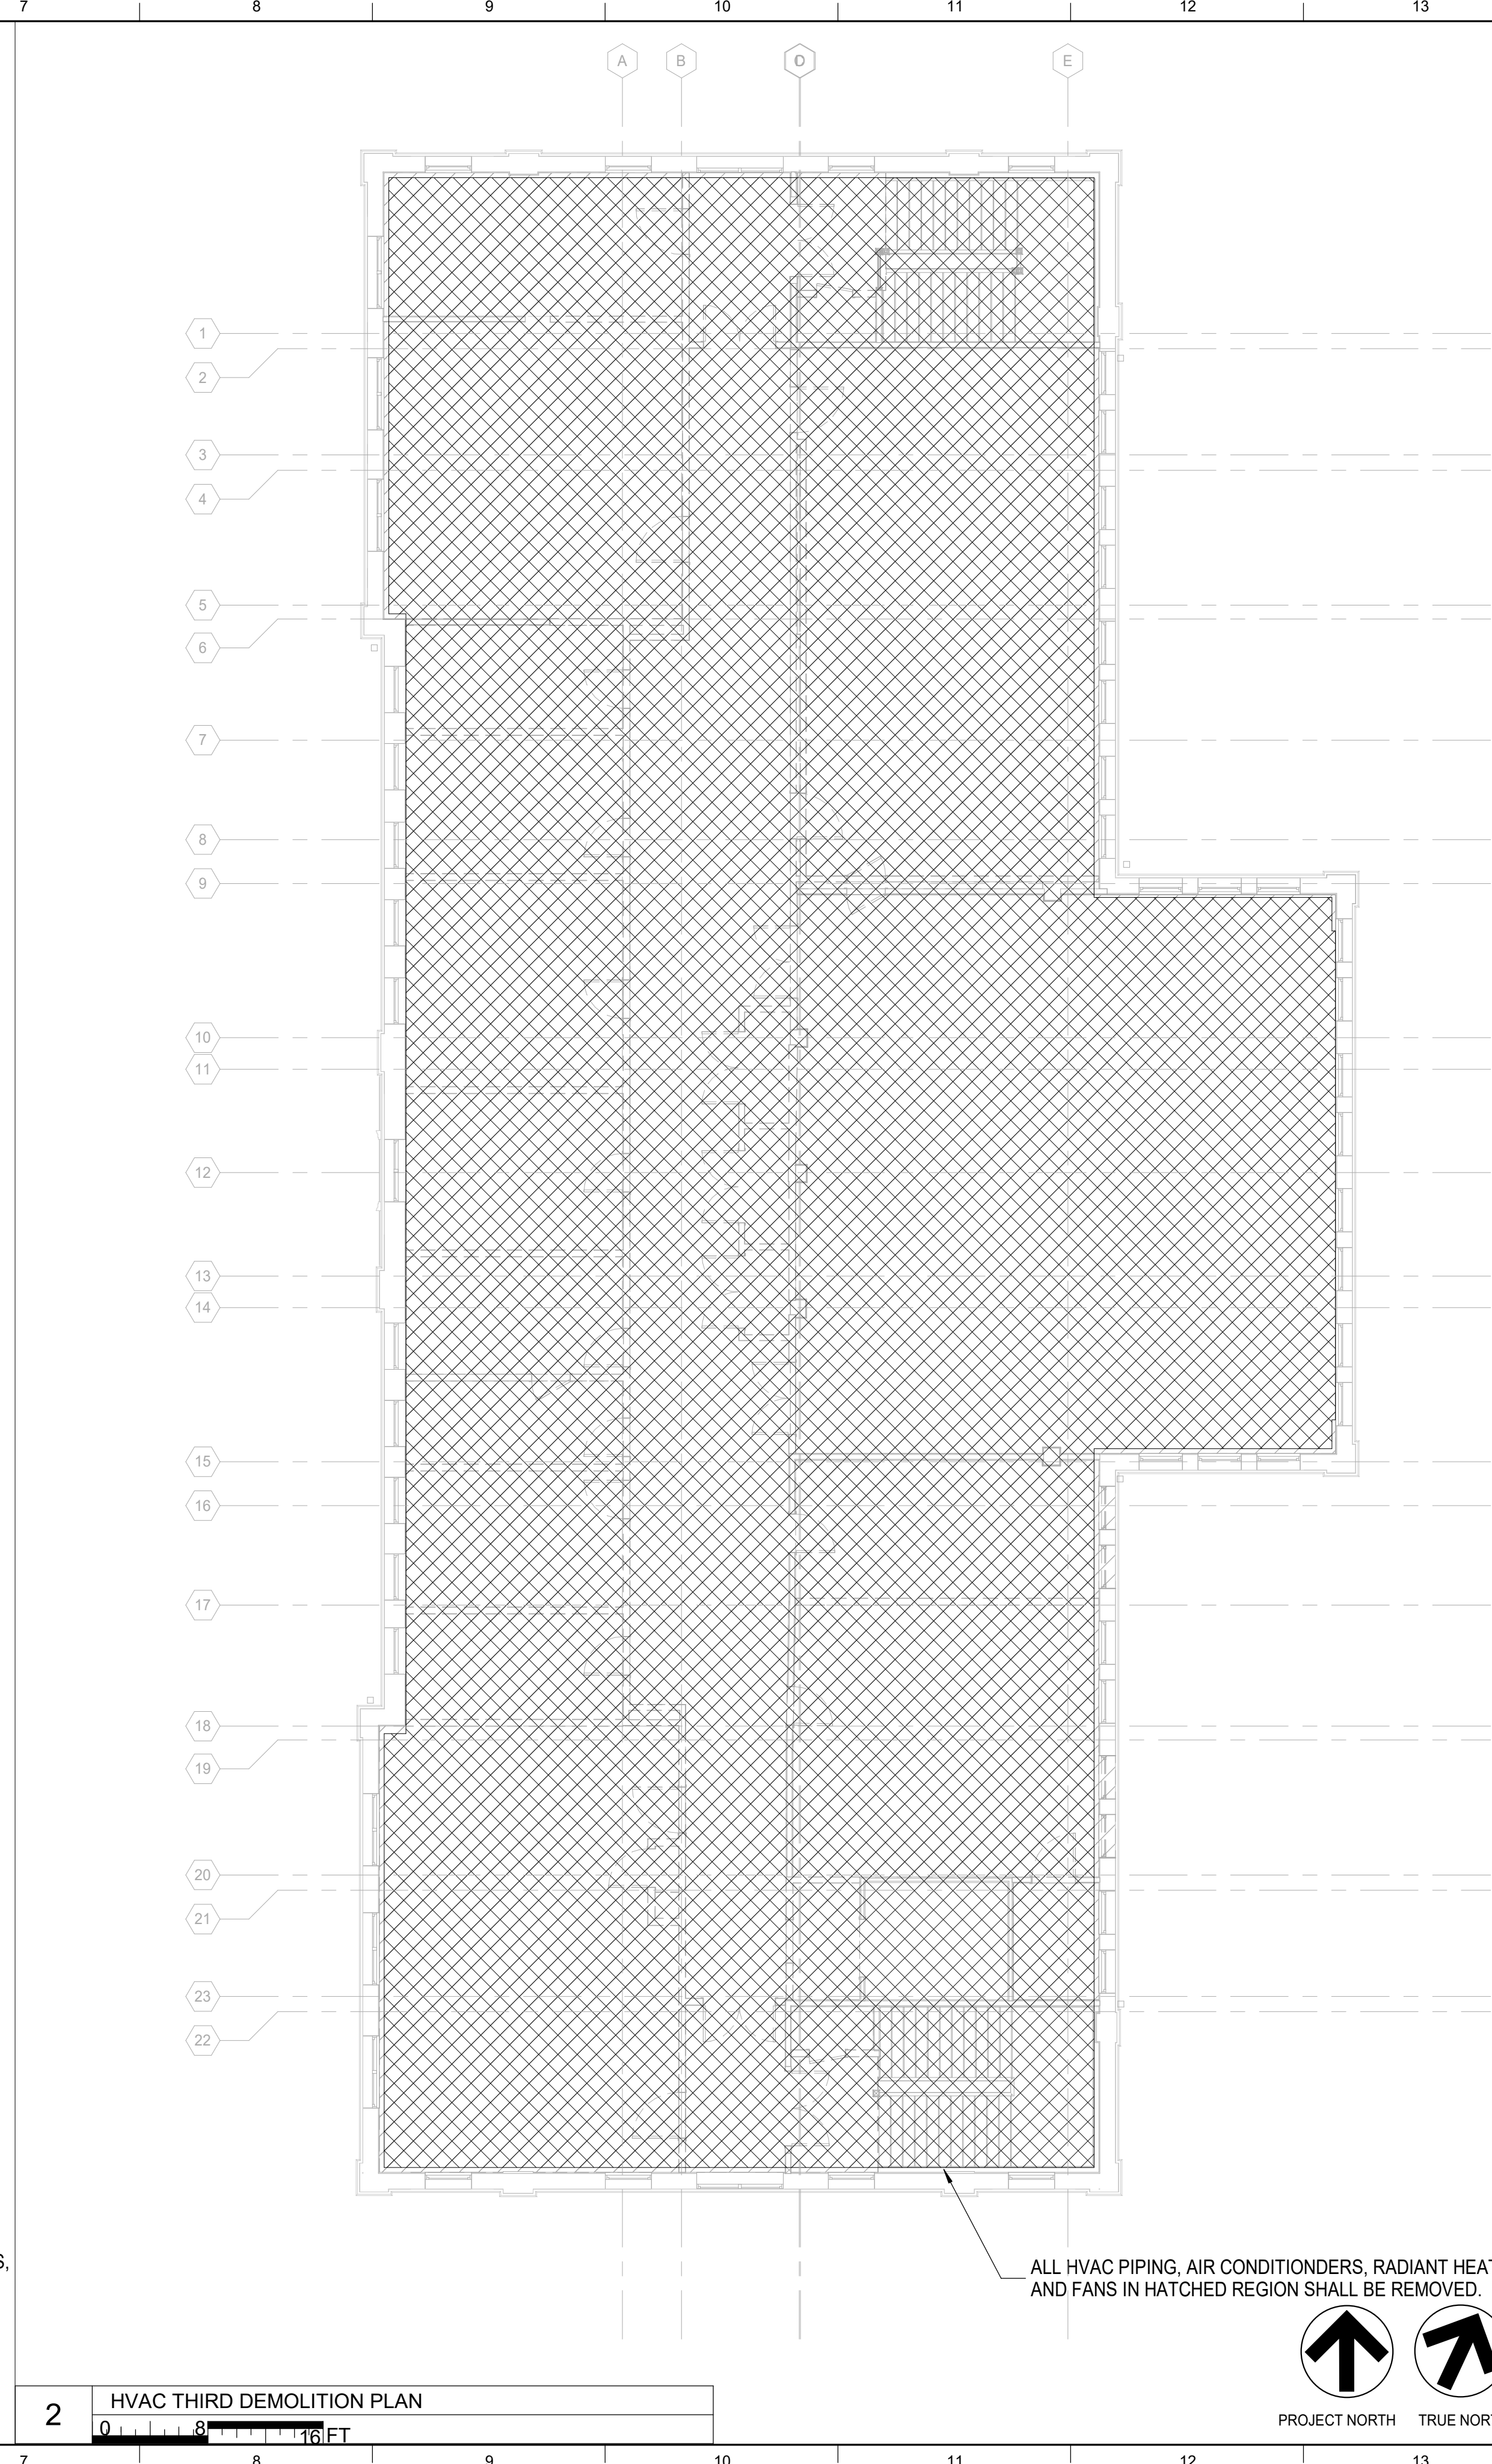 7 8 9 10 11 12 13
A B D E
1
2
3
4
5
6
7
8
9
10
11
12
13
14
15
16
17
18
19
20
21
23
22
S,
ALL HVAC PIPING, AIR CONDITIONDERS, RADIANT HEAT
AND FANS IN HATCHED REGION SHALL BE REMOVED.
PROJECT NORTH TRUE NORT
2 HVAC THIRD DEMOLITION PLAN
0 8 16 FT
7 8 9 10 11 12 13